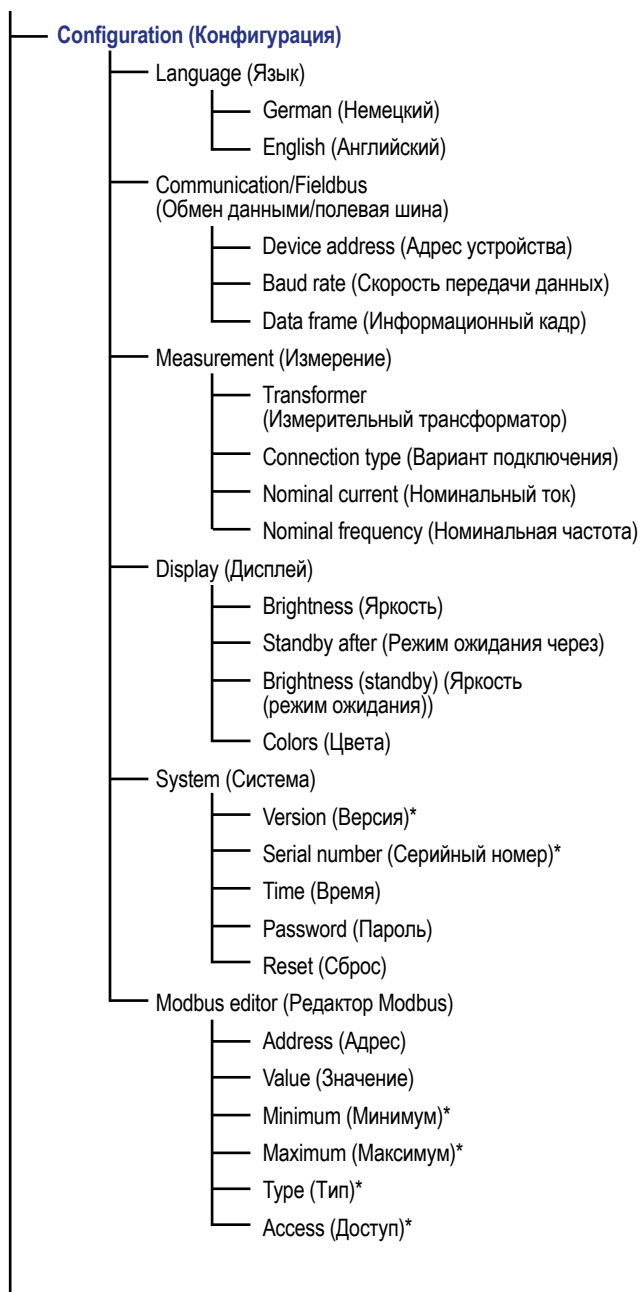 Configuration (Конфигурация)
Language (Язык)
German (Немецкий)
English (Английский)
Communication/Fieldbus
(Обмен данными/полевая шина)
Device address (Адрес устройства)
Baud rate (Скорость передачи данных)
Data frame (Информационный кадр)
Measurement (Измерение)
Transformer
(Измерительный трансформатор)
Connection type (Вариант подключения)
Nominal current (Номинальный ток)
Nominal frequency (Номинальная частота)
Display (Дисплей)
Brightness (Яркость)
Standby after (Режим ожидания через)
Brightness (standby) (Яркость
(режим ожидания))
Colors (Цвета)
System (Система)
Version (Версия)*
Serial number (Серийный номер)*
Time (Время)
Password (Пароль)
Reset (Сброс)
Modbus editor (Редактор Modbus)
Address (Адрес)
Value (Значение)
Minimum (Минимум)*
Maximum (Максимум)*
Type (Тип)*
Access (Доступ)*